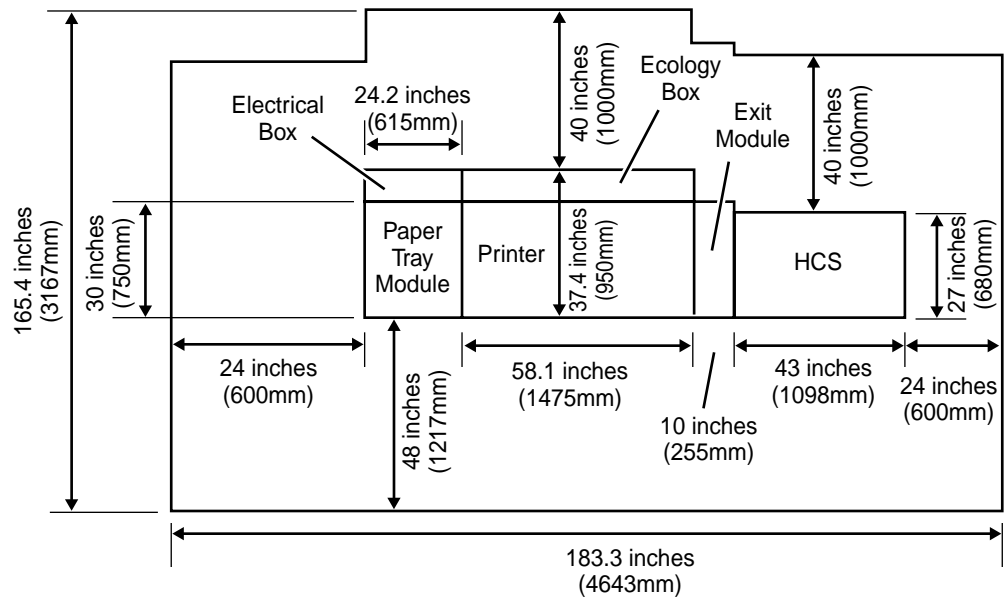 165.4 inches
(3167mm)
30 inches
(750mm)
Electrical
Box
24.2 inches
(615mm)
40 inches
(1000mm)
Ecology
Box
Exit
Module
40 inches
(1000mm)
Paper
Tray
Module
Printer
37.4 inches
(950mm)
HCS
27 inches
(680mm)
24 inches
(600mm)
48 inches
(1217mm)
58.1 inches
(1475mm)
10 inches
(255mm)
43 inches
(1098mm)
24 inches
(600mm)
183.3 inches
(4643mm)